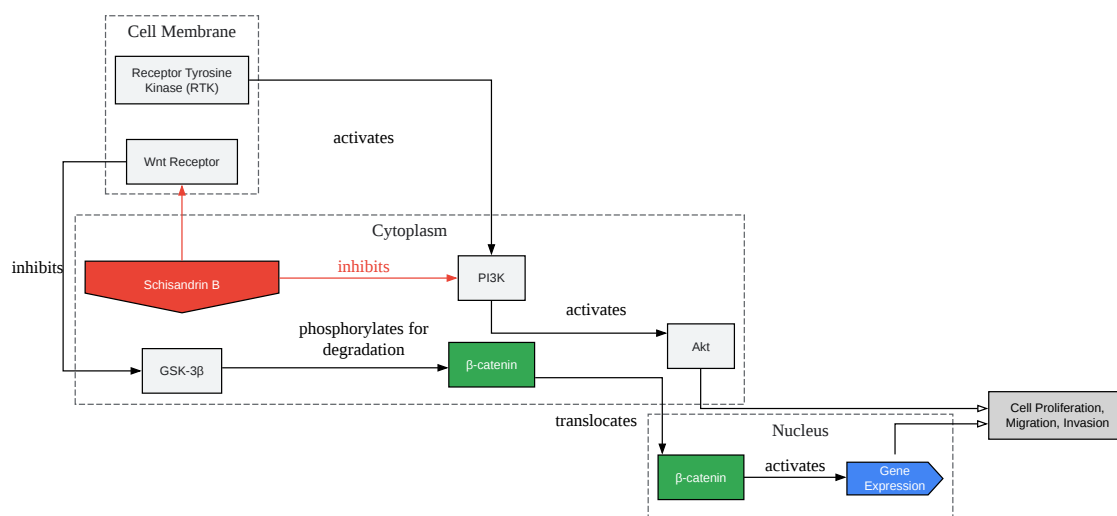 Cell Membrane
Receptor Tyrosine
Kinase (RTK)
activates
Wnt Receptor
Cytoplasm
inhibits
Schisandrin B
inhibits
PI3K
activates
phosphorylates for
degradation
Akt
GSK-3β
β-catenin
translocates
Cell Proliferation,
Migration, Invasion
Nucleus
β-catenin
activates
Gene
Expression